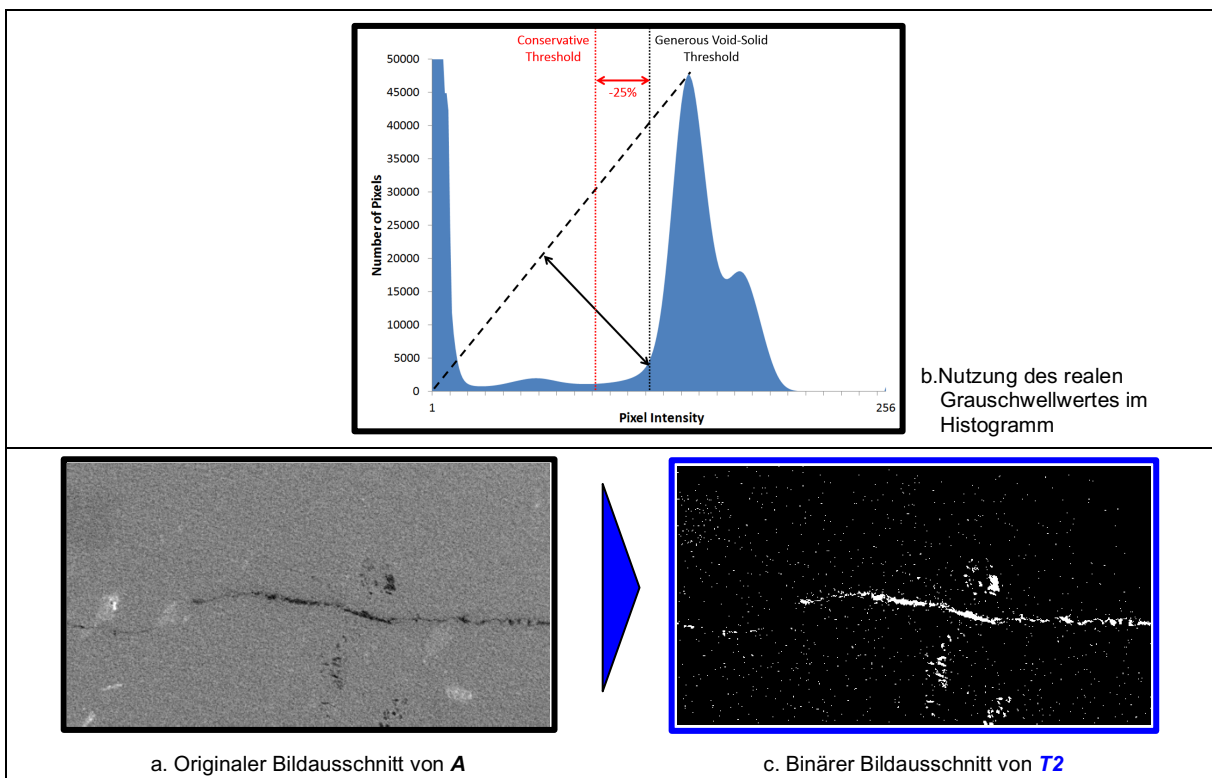 Conservative
Threshold
Generous Void-Solid
Threshold
-25%
50000
45000
40000
35000
30000
25000
20000
15000
10000
5000
0
Number of Pixels
1
256
Pixel Intensity
b.Nutzung des realen
Grauschwellwertes im
Histogramm
a. Originaler Bildausschnitt von A
c. Binärer Bildausschnitt von T2